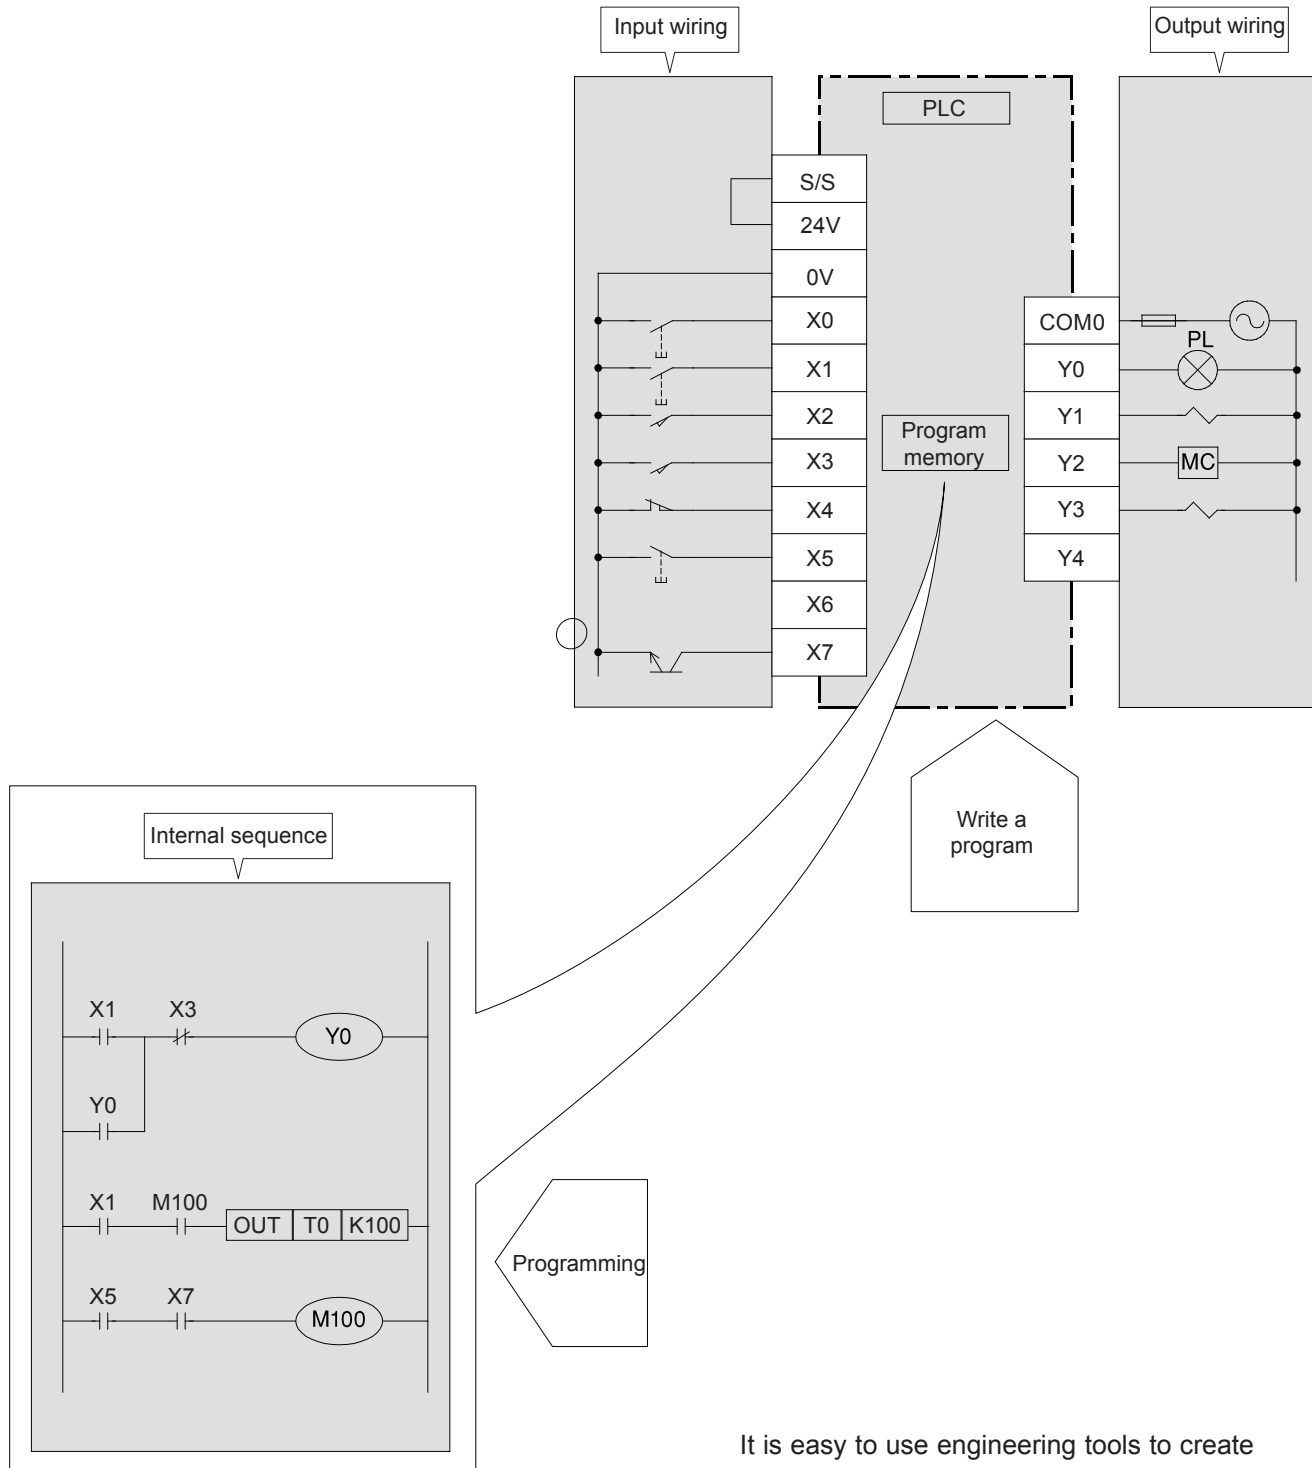 Input wiring
Output wiring
PLC
S/S
24V
0V
X0
X1
X2
X3
X4
X5
X6
X7
Program
memory
COM0
Y0
Y1
Y2
Y3
Y4
PL
MC
Write a
program
Internal sequence
X1 X3
Y0
Y0
X1 M100
OUT T0 K100
X5 X7
M100
Programming
It is easy to use engineering tools to create